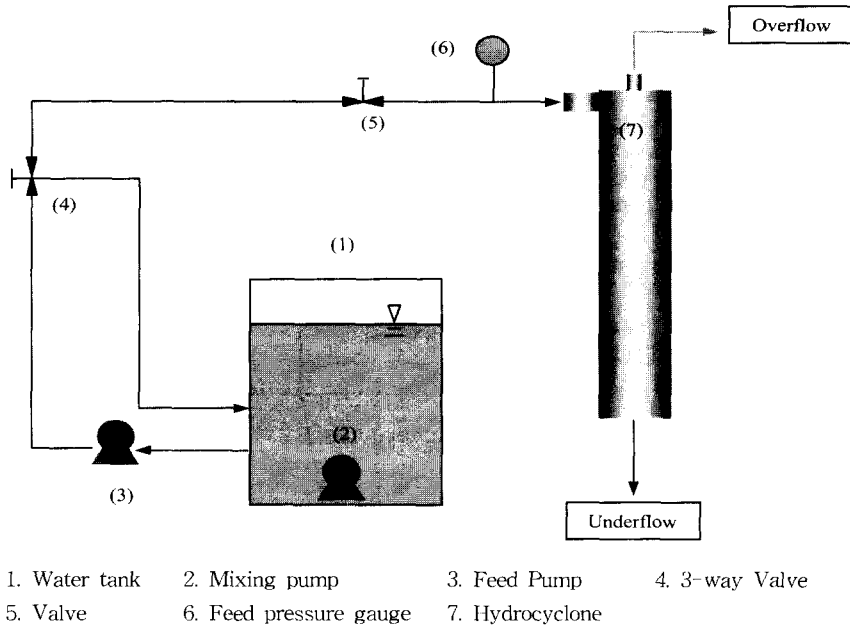 Overflow
(6)
(5)
(7)
(4)
(1)
(2)
(3)
Underflow
1. Water tank 2. Mixing pump 3. Feed Pump 4. 3-way Valve
5. Valve 6. Feed pressure gauge 7. Hydrocyclone